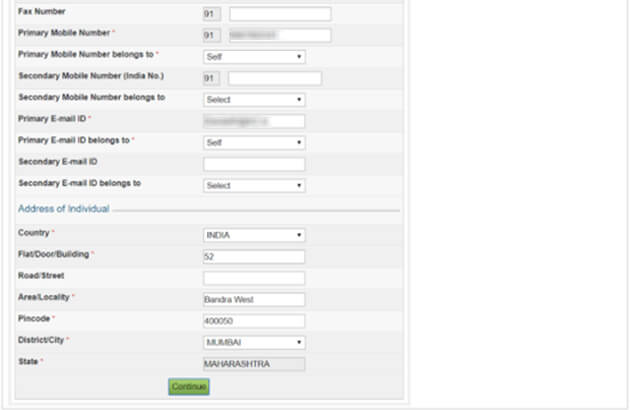 Fax Number 91
Primary Mobile Number * 91
Primary Mobile Number belongs to * Self
Secondary Mobile Number (India No.) 91
Secondary Mobile Number belongs to Select
Primary E-mail ID *
Primary E-mail ID belongs to * Self
Secondary E-mail ID
Secondary E-mail ID belongs to Select
Address of Individual
Country * INDIA
Flat/Door/Building * 52
Road/Street
Area/Locality * Bandra West
Pincode * 400050
District/City * MUMBAI
State * MAHARASHTRA
Continue